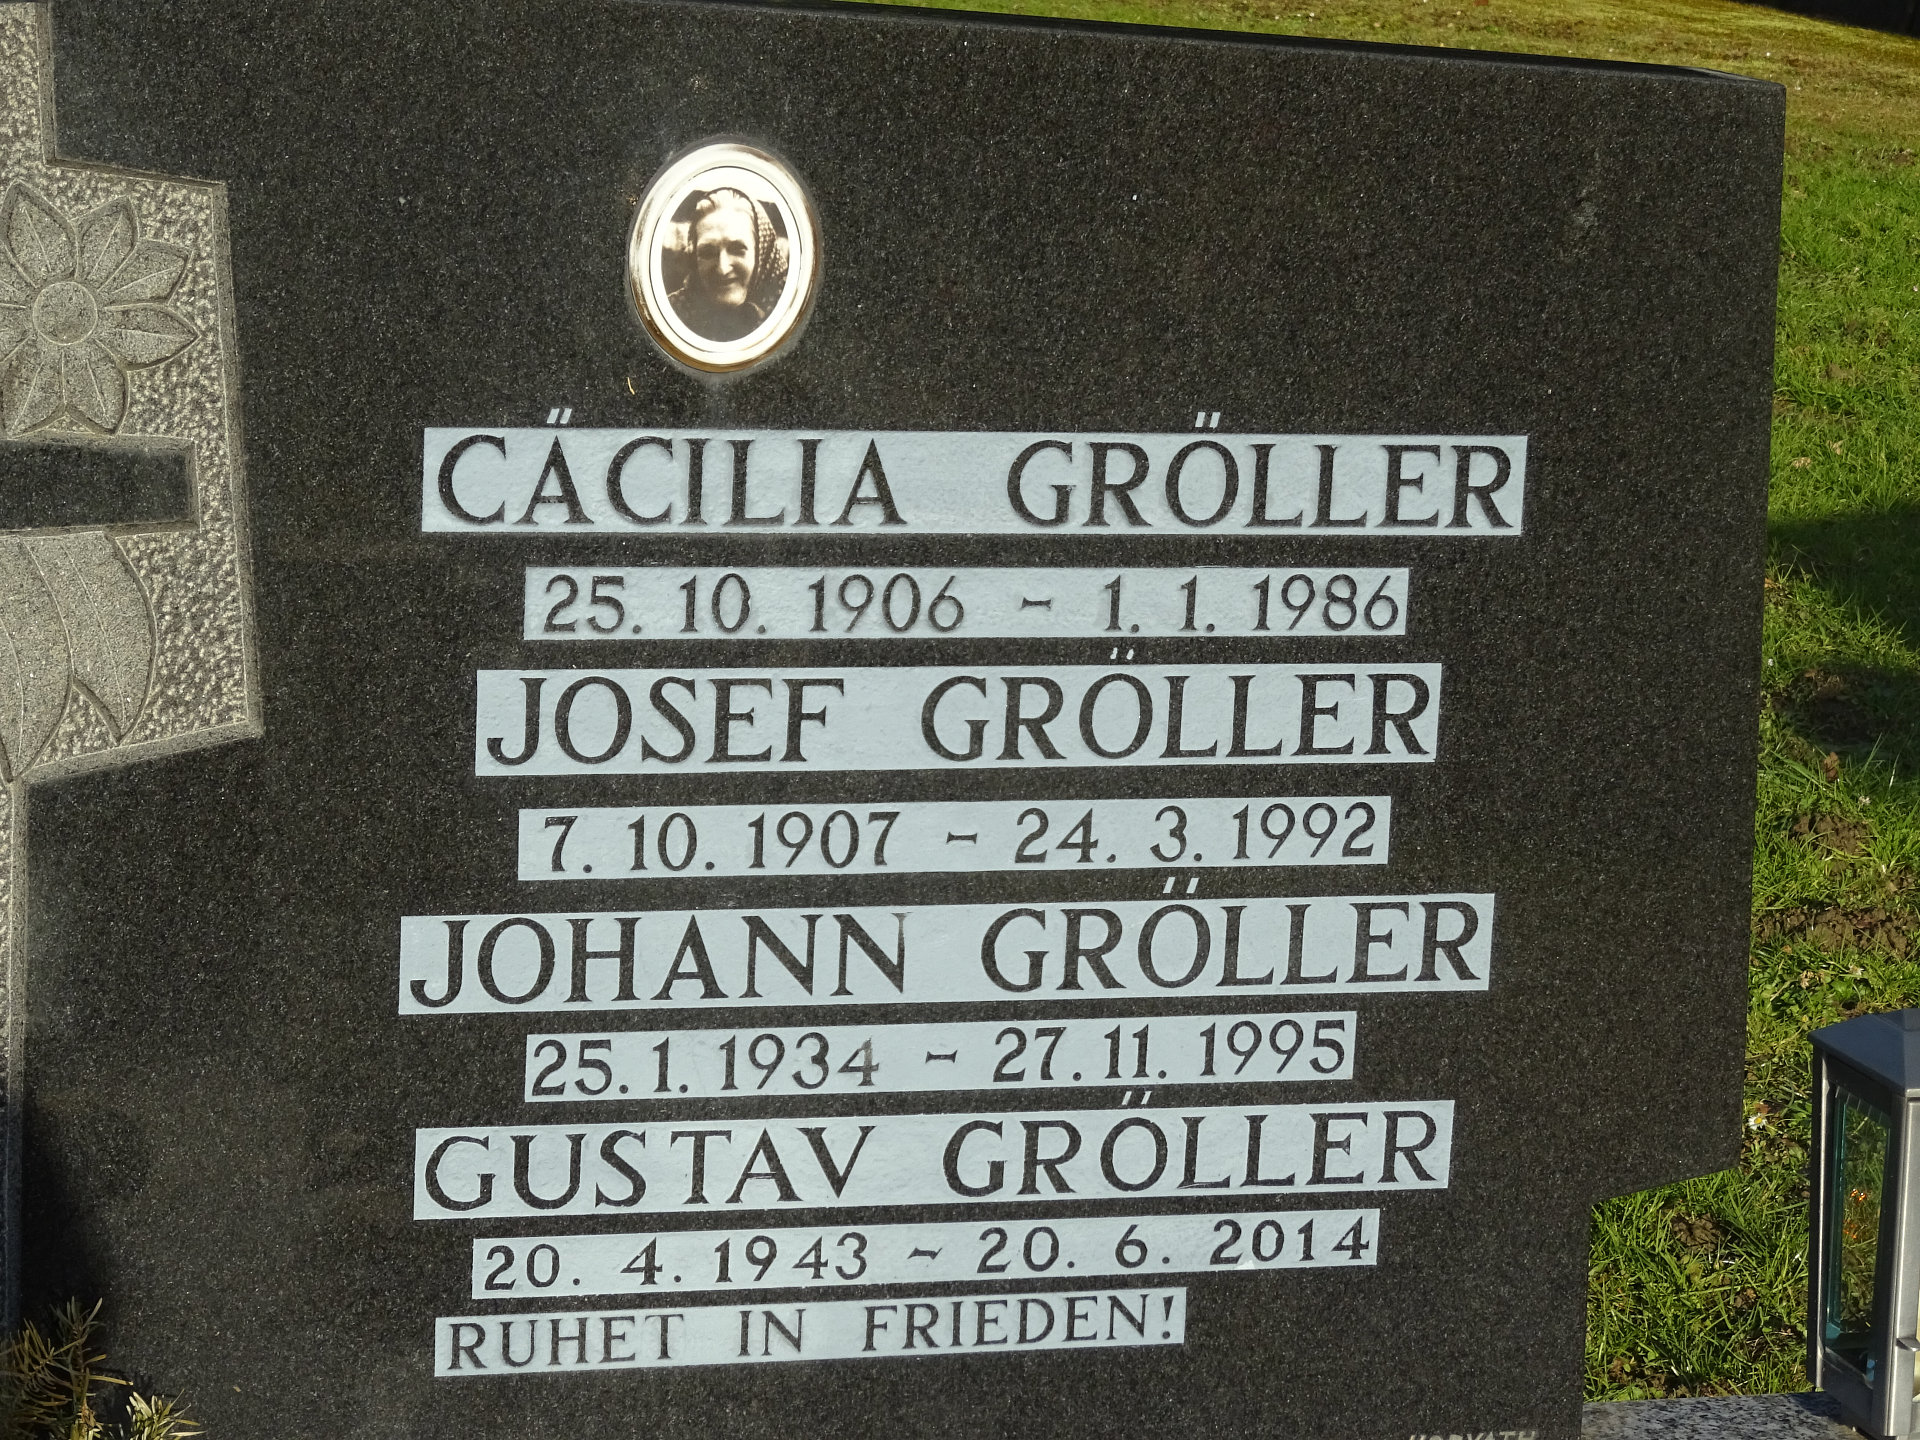 CÄCILIA GRÖLLER
25. 10. 1906 - 1. 1. 1986
JOSEF GRÖLLER
7. 10. 1907 - 24. 3. 1992
JOHANN GRÖLLER
25. 1. 1934 - 27. 11. 1995
GUSTAV GRÖLLER
20. 4. 1943 - 20. 6. 2014
RUHET IN FRIEDEN!
HORVATH